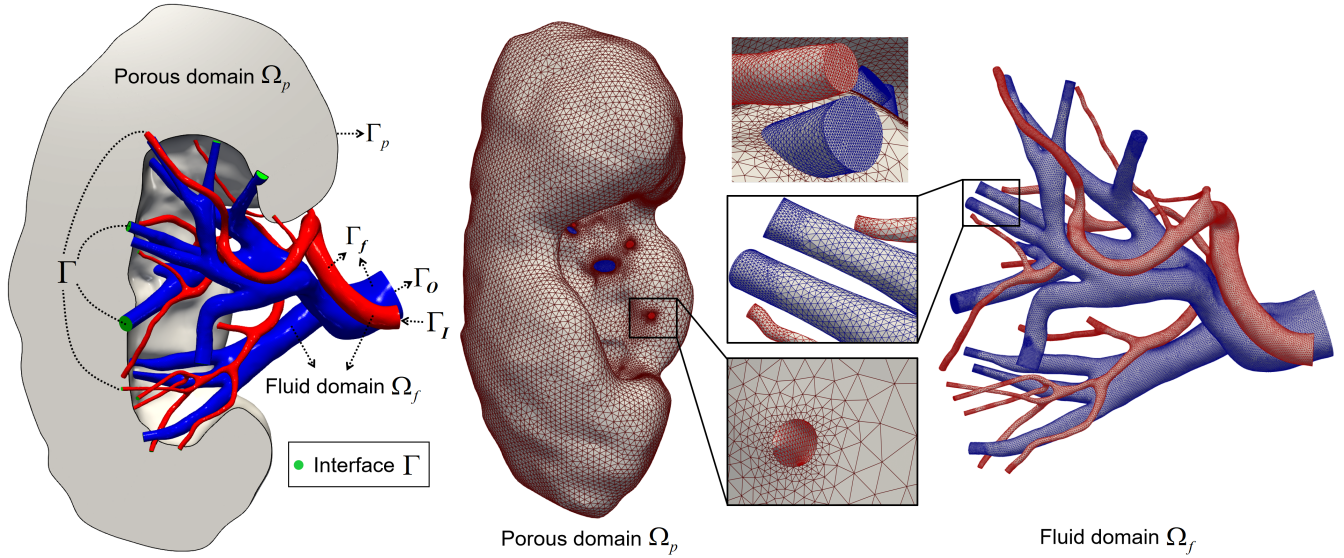 Porous domain Ωp
Γp
Γ
Γf
ΓO
ΓI
Fluid domain Ωf
Interface Γ
Porous domain Ωp
Fluid domain Ωf